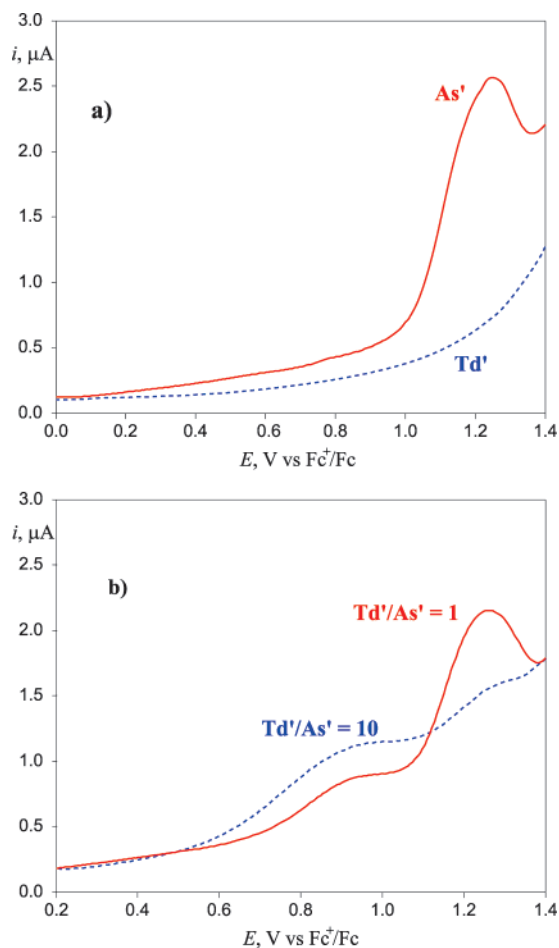 3.0
i, µA
2.5
As'
a)
2.0
1.5
1.0
Td'
0.5
0.0
0.0 0.2 0.4 0.6 0.8 1.0 1.2 1.4
E, V vs Fc⁺/Fc
3.0
i, µA
2.5
b)
Td'/As' = 1
2.0
1.5
Td'/As' = 10
1.0
0.5
0.0
0.2 0.4 0.6 0.8 1.0 1.2 1.4
E, V vs Fc⁺/Fc